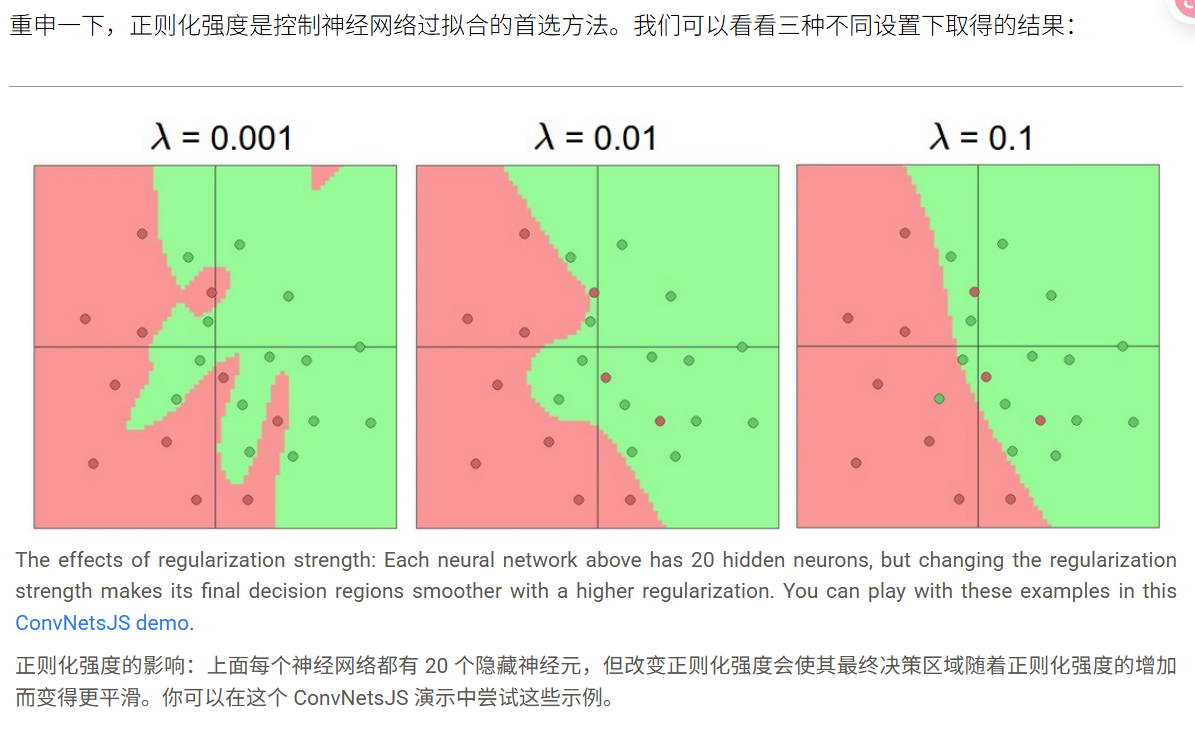 重申一下，正则化强度是控制神经网络过拟合的首选方法。我们可以看看三种不同设置下取得的结果：
λ = 0.001
λ = 0.01
λ = 0.1
The effects of regularization strength: Each neural network above has 20 hidden neurons, but changing the regularization
strength makes its final decision regions smoother with a higher regularization. You can play with these examples in this
ConvNetsJS demo.
正则化强度的影响：上面每个神经网络都有 20 个隐藏神经元，但改变正则化强度会使其最终决策区域随着正则化强度的增加
而变得更平滑。你可以在这个 ConvNetsJS 演示中尝试这些示例。